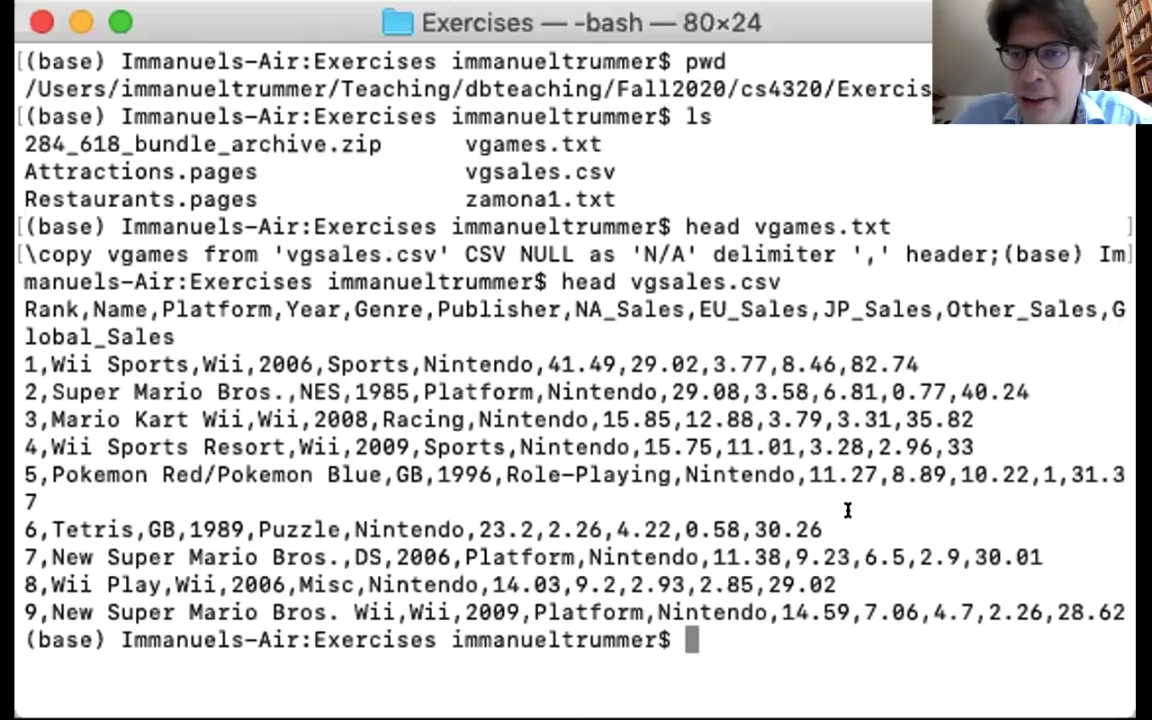 Exercises — -bash — 80×24
[(base) Immanuels-Air:Exercises immanueltrummer$ pwd
/Users/immanueltrummer/Teaching/dbteaching/Fall2020/cs4320/Exercis
[(base) Immanuels-Air:Exercises immanueltrummer$ ls
284_618_bundle_archive.zip vgames.txt
Attractions.pages vgsales.csv
Restaurants.pages zamona1.txt
[(base) Immanuels-Air:Exercises immanueltrummer$ head vgames.txt ]
[\copy vgames from 'vgsales.csv' CSV NULL as 'N/A' delimiter ',' header;(base) Im]
manuels-Air:Exercises immanueltrummer$ head vgsales.csv
Rank,Name,Platform,Year,Genre,Publisher,NA_Sales,EU_Sales,JP_Sales,Other_Sales,G
lobal_Sales
1,Wii Sports,Wii,2006,Sports,Nintendo,41.49,29.02,3.77,8.46,82.74
2,Super Mario Bros.,NES,1985,Platform,Nintendo,29.08,3.58,6.81,0.77,40.24
3,Mario Kart Wii,Wii,2008,Racing,Nintendo,15.85,12.88,3.79,3.31,35.82
4,Wii Sports Resort,Wii,2009,Sports,Nintendo,15.75,11.01,3.28,2.96,33
5,Pokemon Red/Pokemon Blue,GB,1996,Role-Playing,Nintendo,11.27,8.89,10.22,1,31.3
7
6,Tetris,GB,1989,Puzzle,Nintendo,23.2,2.26,4.22,0.58,30.26
7,New Super Mario Bros.,DS,2006,Platform,Nintendo,11.38,9.23,6.5,2.9,30.01
8,Wii Play,Wii,2006,Misc,Nintendo,14.03,9.2,2.93,2.85,29.02
9,New Super Mario Bros. Wii,Wii,2009,Platform,Nintendo,14.59,7.06,4.7,2.26,28.62
(base) Immanuels-Air:Exercises immanueltrummer$